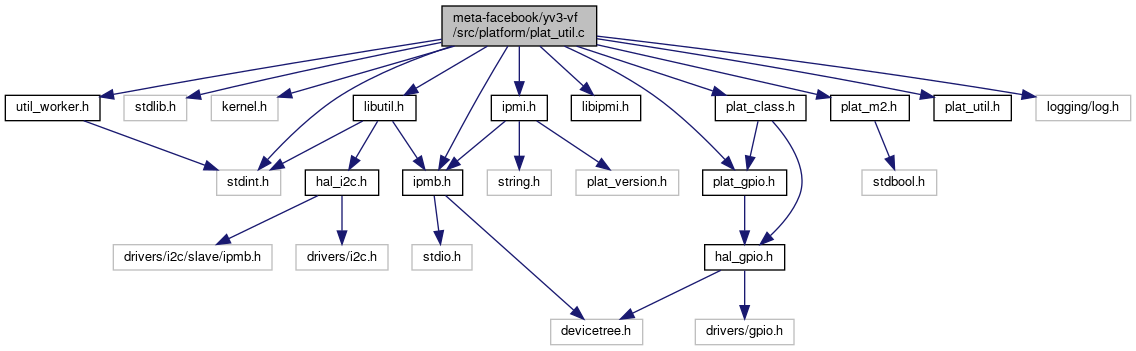 meta-facebook/yv3-vf
/src/platform/plat_util.c
util_worker.h
stdlib.h
kernel.h
libutil.h
ipmi.h
libipmi.h
plat_class.h
plat_m2.h
plat_util.h
logging/log.h
stdint.h
hal_i2c.h
ipmb.h
string.h
plat_version.h
plat_gpio.h
stdbool.h
drivers/i2c/slave/ipmb.h
drivers/i2c.h
stdio.h
hal_gpio.h
devicetree.h
drivers/gpio.h